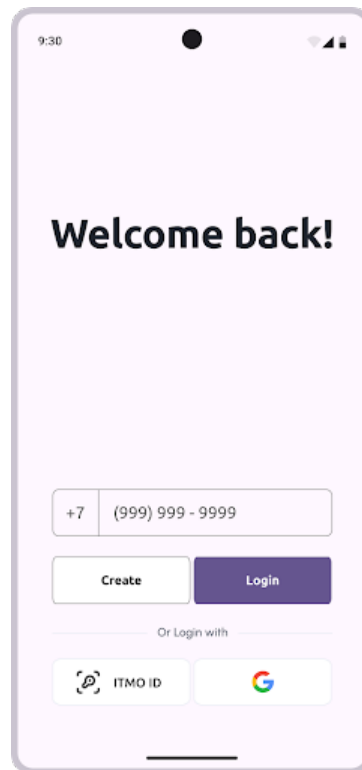 9:30
Welcome back!
+7 (999) 999 - 9999
Create Login
Or Login with
ITMO ID